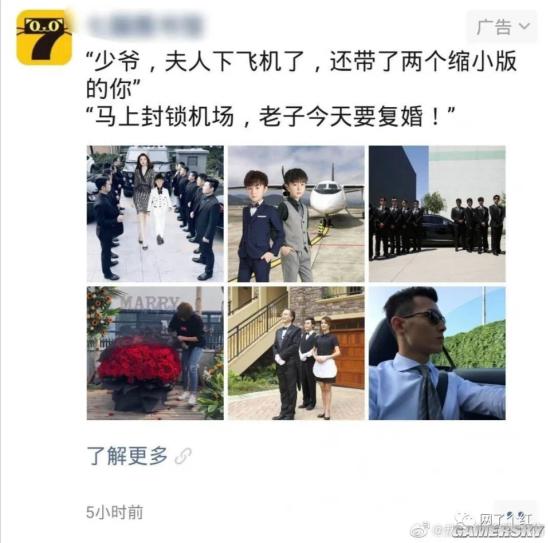 广告
“少爷，夫人下飞机了，还带了两个缩小版
的你”
“马上封锁机场，老子今天要复婚！”
MARRY
了解更多
5小时前
网了个红
GAMERSKY